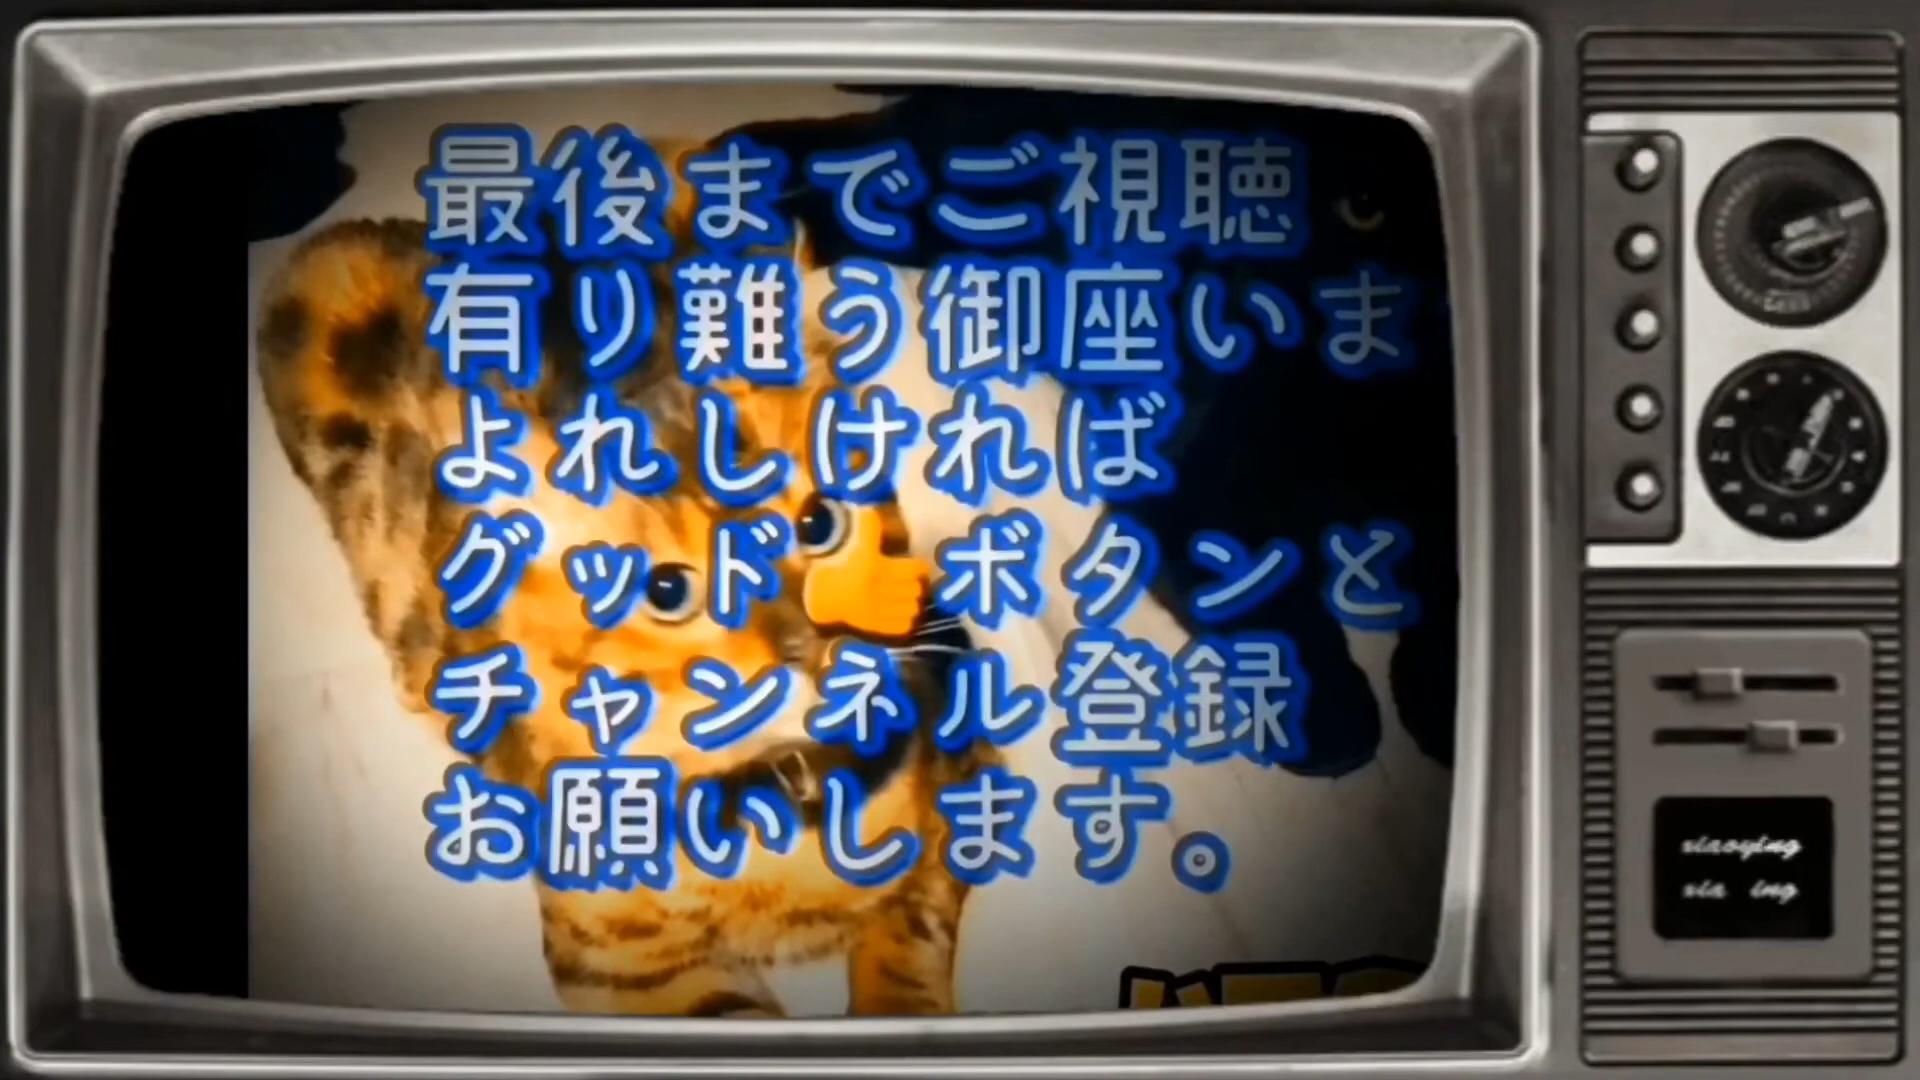 最後までご視聴
有り難う御座いま
よれしければ
グッド👍ボタンと
チャンネル登録
お願いします。
xiaoying